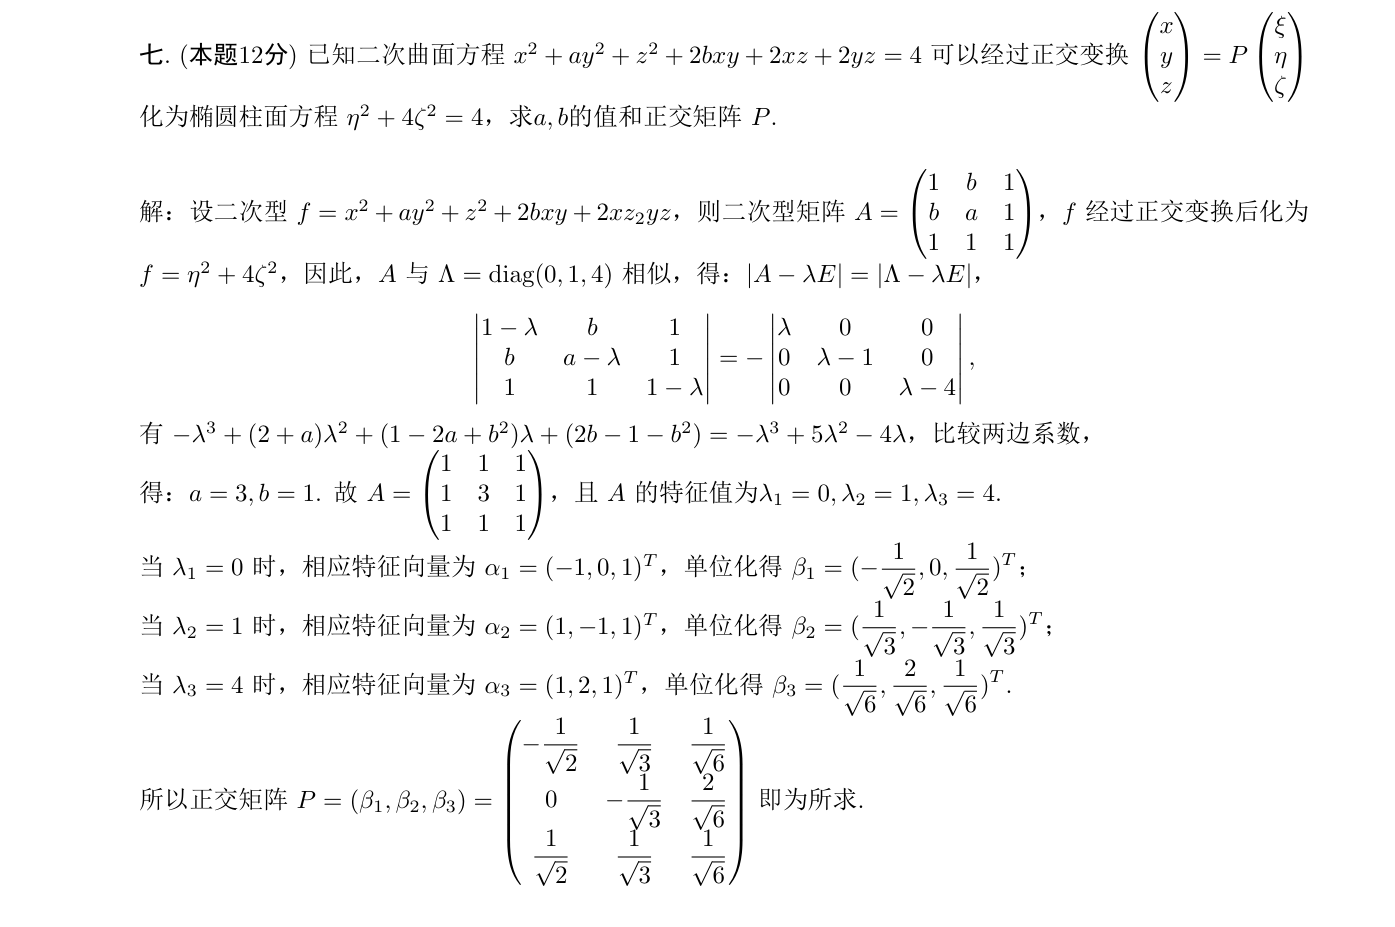 七. (本题12分) 已知二次曲面方程 $x^2 + ay^2 + z^2 + 2bxy + 2xz + 2yz = 4$ 可以经过正交变换 $\begin{pmatrix} x \\ y \\ z \end{pmatrix} = P \begin{pmatrix} \xi \\ \eta \\ \zeta \end{pmatrix}$
化为椭圆柱面方程 $\eta^2 + 4\zeta^2 = 4$，求$a, b$的值和正交矩阵 $P$.
解：设二次型 $f = x^2 + ay^2 + z^2 + 2bxy + 2xz_2yz$，则二次型矩阵 $A = \begin{pmatrix} 1 & b & 1 \\ b & a & 1 \\ 1 & 1 & 1 \end{pmatrix}$，$f$ 经过正交变换后化为
$f = \eta^2 + 4\zeta^2$，因此，$A$ 与 $\Lambda = \mathrm{diag}(0, 1, 4)$ 相似，得：$|A - \lambda E| = |\Lambda - \lambda E|$，
$\begin{vmatrix} 1-\lambda & b & 1 \\ b & a-\lambda & 1 \\ 1 & 1 & 1-\lambda \end{vmatrix} = - \begin{vmatrix} \lambda & 0 & 0 \\ 0 & \lambda-1 & 0 \\ 0 & 0 & \lambda-4 \end{vmatrix},$
有 $-\lambda^3 + (2+a)\lambda^2 + (1-2a+b^2)\lambda + (2b-1-b^2) = -\lambda^3 + 5\lambda^2 - 4\lambda$，比较两边系数，
得：$a = 3, b = 1.$ 故 $A = \begin{pmatrix} 1 & 1 & 1 \\ 1 & 3 & 1 \\ 1 & 1 & 1 \end{pmatrix}$，且 $A$ 的特征值为$\lambda_1 = 0, \lambda_2 = 1, \lambda_3 = 4.$
当 $\lambda_1 = 0$ 时，相应特征向量为 $\alpha_1 = (-1, 0, 1)^T$，单位化得 $\beta_1 = (-\frac{1}{\sqrt{2}}, 0, \frac{1}{\sqrt{2}})^T$；
当 $\lambda_2 = 1$ 时，相应特征向量为 $\alpha_2 = (1, -1, 1)^T$，单位化得 $\beta_2 = (\frac{1}{\sqrt{3}}, -\frac{1}{\sqrt{3}}, \frac{1}{\sqrt{3}})^T$；
当 $\lambda_3 = 4$ 时，相应特征向量为 $\alpha_3 = (1, 2, 1)^T$，单位化得 $\beta_3 = (\frac{1}{\sqrt{6}}, \frac{2}{\sqrt{6}}, \frac{1}{\sqrt{6}})^T.$
所以正交矩阵 $P = (\beta_1, \beta_2, \beta_3) = \begin{pmatrix} -\frac{1}{\sqrt{2}} & \frac{1}{\sqrt{3}} & \frac{1}{\sqrt{6}} \\ 0 & -\frac{1}{\sqrt{3}} & \frac{2}{\sqrt{6}} \\ \frac{1}{\sqrt{2}} & \frac{1}{\sqrt{3}} & \frac{1}{\sqrt{6}} \end{pmatrix}$ 即为所求.